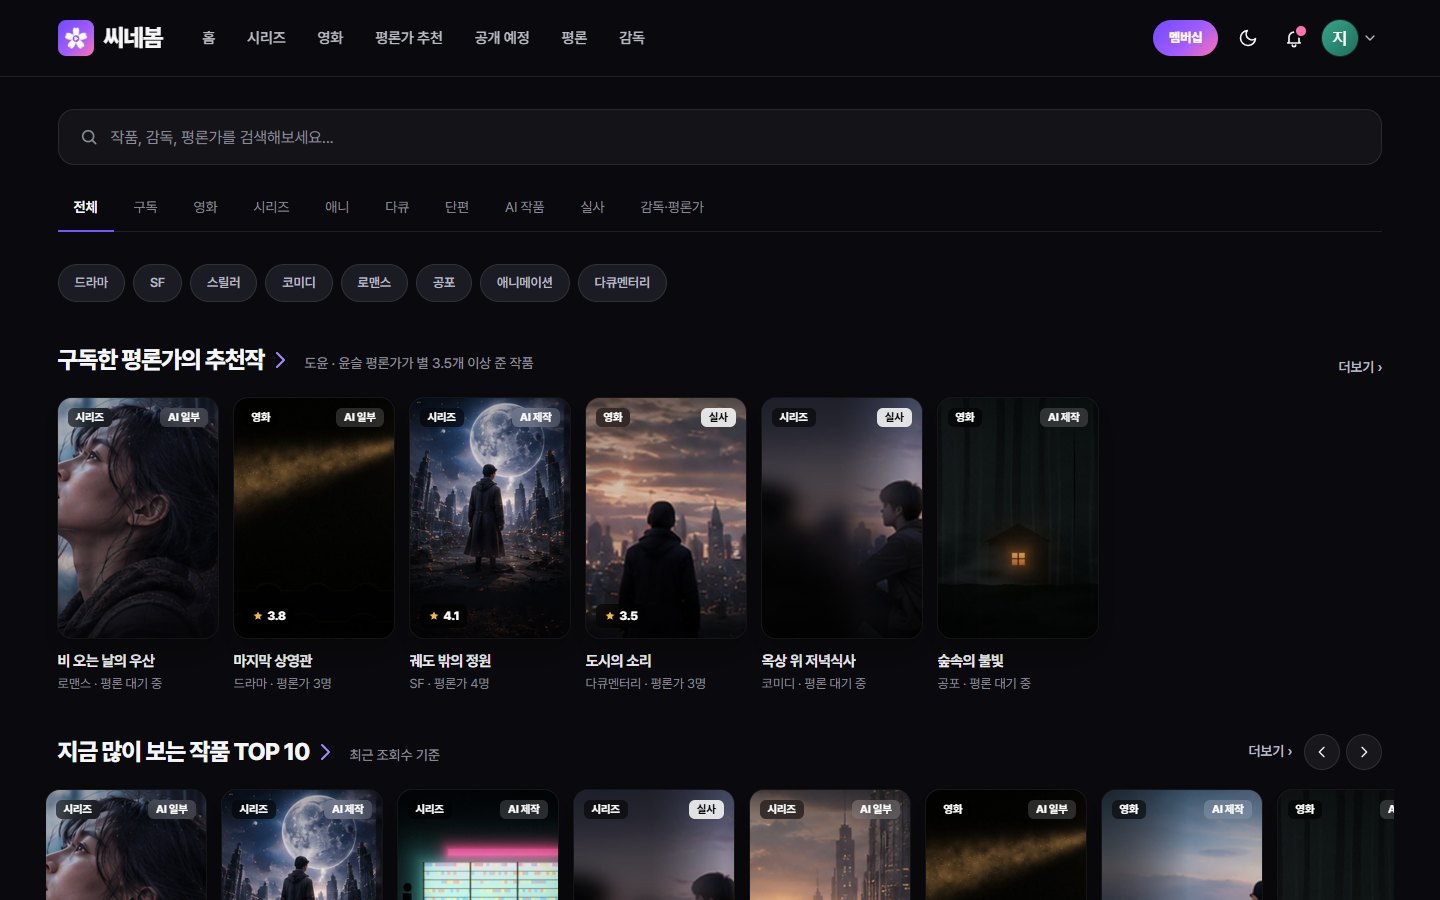 씨네봄 홈 시리즈 영화 평론가 추천 공개 예정 평론 감독 멤버십 지
작품, 감독, 평론가를 검색해보세요...
전체 구독 영화 시리즈 애니 다큐 단편 AI 작품 실사 감독·평론가
드라마 SF 스릴러 코미디 로맨스 공포 애니메이션 다큐멘터리
구독한 평론가의 추천작 도윤 · 윤슬 평론가가 별 3.5개 이상 준 작품 더보기 ›
시리즈 AI 일부 영화 AI 일부 시리즈 AI 제작 영화 실사 시리즈 실사 영화 AI 제작
★ 3.8 ★ 4.1 ★ 3.5
비 오는 날의 우산 마지막 상영관 궤도 밖의 정원 도시의 소리 옥상 위 저녁식사 숲속의 불빛
로맨스 · 평론 대기 중 드라마 · 평론가 3명 SF · 평론가 4명 다큐멘터리 · 평론가 3명 코미디 · 평론 대기 중 공포 · 평론 대기 중
지금 많이 보는 작품 TOP 10 최근 조회수 기준 더보기 ›
시리즈 AI 일부 시리즈 AI 제작 시리즈 AI 제작 시리즈 실사 시리즈 AI 일부 영화 AI 일부 영화 AI 제작 영화